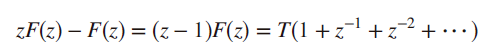 zF(z) – F(z) = (z – 1)F(z) = T(1 + z⁻¹ + z⁻² + ⋯)